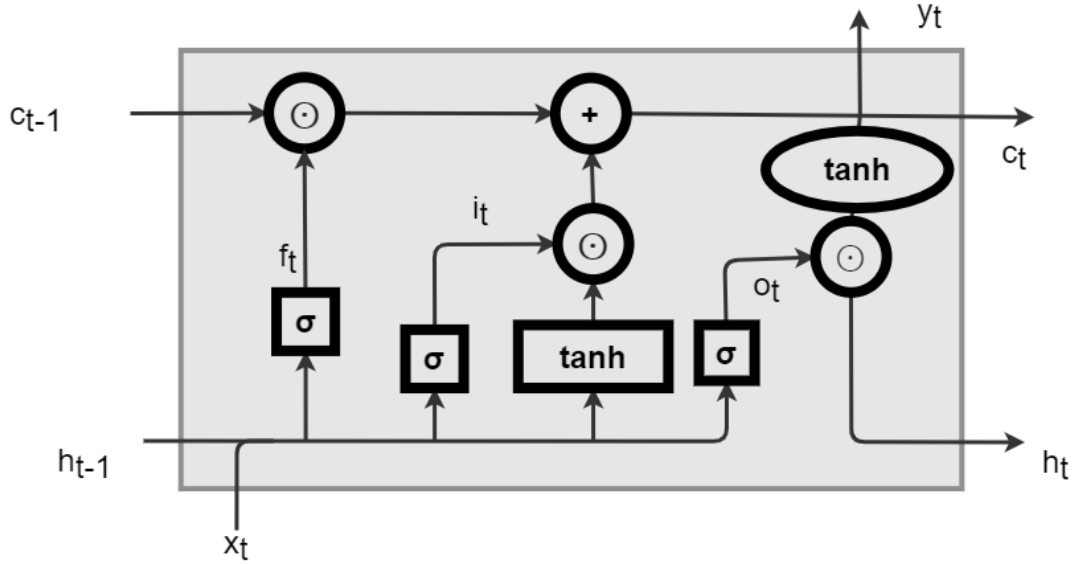 yt
ct-1
⊙
+
ct
tanh
it
⊙
ft
⊙
ot
σ
σ
tanh
σ
ht-1
ht
xt